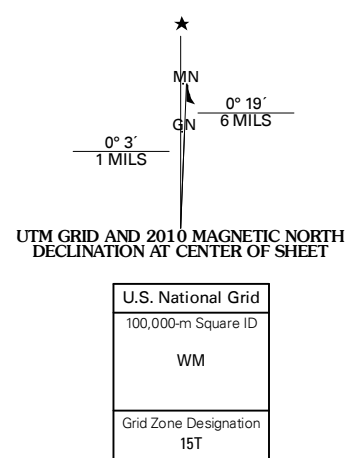 ★
MN
0° 19´
6 MILS
GN
0° 3´
1 MILS
UTM GRID AND 2010 MAGNETIC NORTH
DECLINATION AT CENTER OF SHEET
U.S. National Grid
100,000-m Square ID
WM
Grid Zone Designation
15T